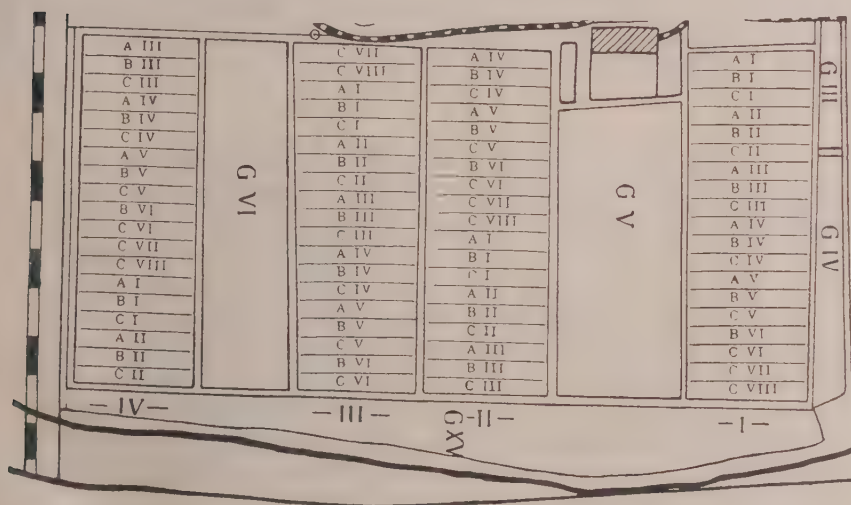 A III
B III
C III
A IV
B IV
C IV
A V
B V
C V
B VI
C VI
C VII
C VIII
A I
B I
C I
A II
B II
C II
— IV —
G VI
C VII
C VIII
A I
B I
C I
A II
B II
C II
A III
B III
C III
A IV
B IV
C IV
A V
B V
C V
B VI
C VI
— III —
A IV
B IV
C IV
A V
B V
C V
B VI
C VI
C VII
C VIII
A I
B I
C I
A II
B II
C II
A III
B III
C III
— II —
G XV
G V
A I
B I
C I
A II
B II
C II
A III
B III
C III
A IV
B IV
C IV
A V
B V
C V
B VI
C VI
C VII
C VIII
— I —
G III
G IV